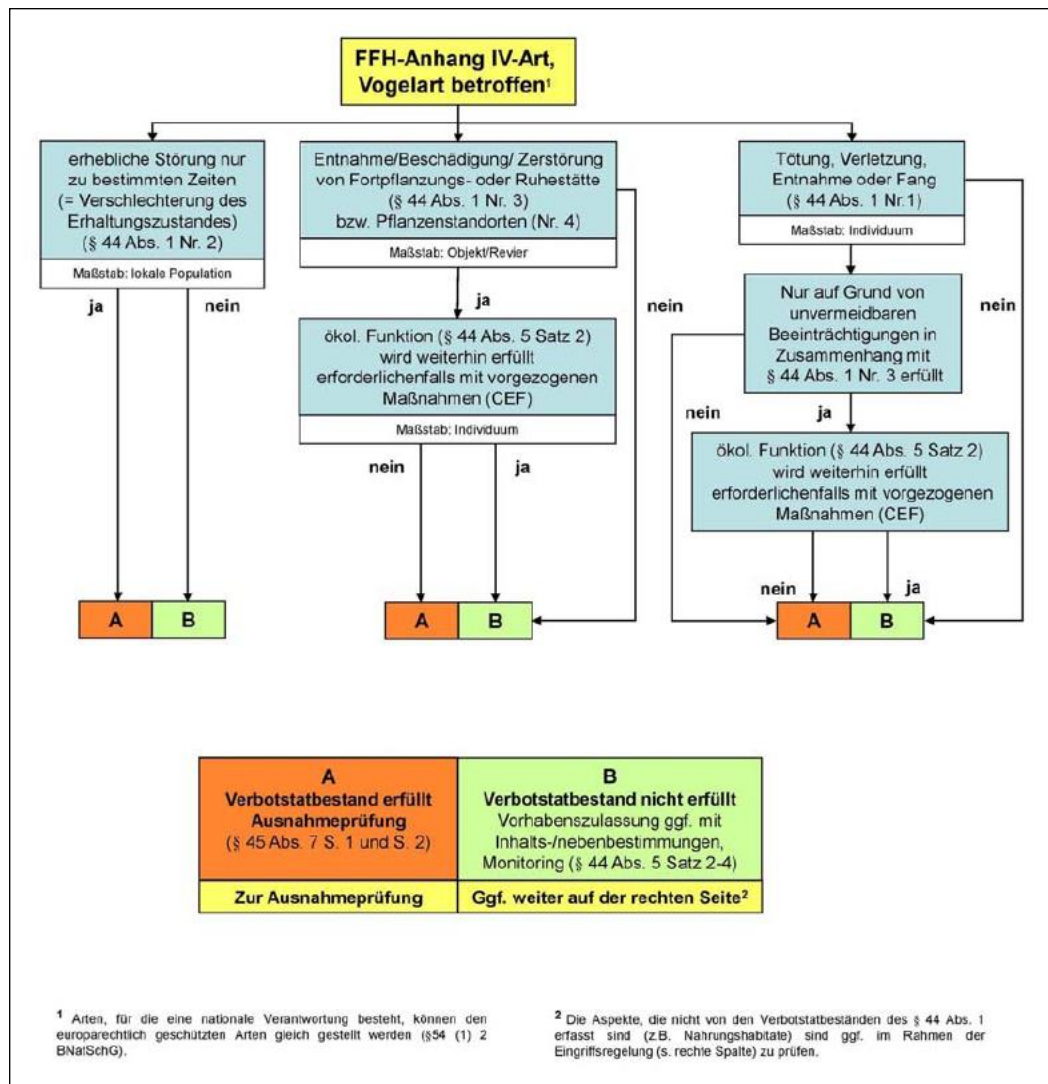 FFH-Anhang IV-Art,
Vogelart betroffen¹
erhebliche Störung nur
zu bestimmten Zeiten
(= Verschlechterung des
Erhaltungszustandes)
(§ 44 Abs. 1 Nr. 2)
Maßstab: lokale Population
ja
nein
Entnahme/Beschädigung/ Zerstörung
von Fortpflanzungs- oder Ruhestätte
(§ 44 Abs. 1 Nr. 3)
bzw. Pflanzenstandorten (Nr. 4)
Maßstab: Objekt/Revier
ja
nein
ökol. Funktion (§ 44 Abs. 5 Satz 2)
wird weiterhin erfüllt
erforderlichenfalls mit vorgezogenen
Maßnahmen (CEF)
Maßstab: Individuum
nein
ja
Tötung, Verletzung,
Entnahme oder Fang
(§ 44 Abs. 1 Nr.1)
Maßstab: Individuum
nein
Nur auf Grund von
unvermeidbaren
Beeinträchtigungen in
Zusammenhang mit
§ 44 Abs. 1 Nr. 3 erfüllt
nein
ja
ökol. Funktion (§ 44 Abs. 5 Satz 2)
wird weiterhin erfüllt
erforderlichenfalls mit vorgezogenen
Maßnahmen (CEF)
nein
ja
A B
A B
A B
A
Verbotstatbestand erfüllt
Ausnahmeprüfung
(§ 45 Abs. 7 S. 1 und S. 2)
Zur Ausnahmeprüfung
B
Verbotstatbestand nicht erfüllt
Vorhabenszulassung ggf. mit
Inhalts-/nebenbestimmungen,
Monitoring (§ 44 Abs. 5 Satz 2-4)
Ggf. weiter auf der rechten Seite²
¹ Arten, für die eine nationale Verantwortung besteht, können den
europarechtlich geschützten Arten gleich gestellt werden (§54 (1) 2
BNatSchG).
² Die Aspekte, die nicht von den Verbotstatbeständen des § 44 Abs. 1
erfasst sind (z.B. Nahrungshabitate) sind ggf. im Rahmen der
Eingriffsregelung (s. rechte Spalte) zu prüfen.